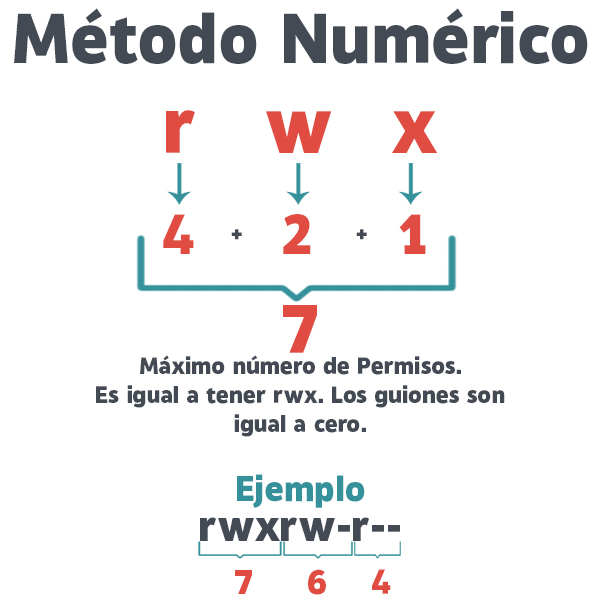 Método Numérico
r w x
4 + 2 + 1
7
Máximo número de Permisos.
Es igual a tener rwx. Los guiones son
igual a cero.
Ejemplo
rwxrw-r--
7 6 4